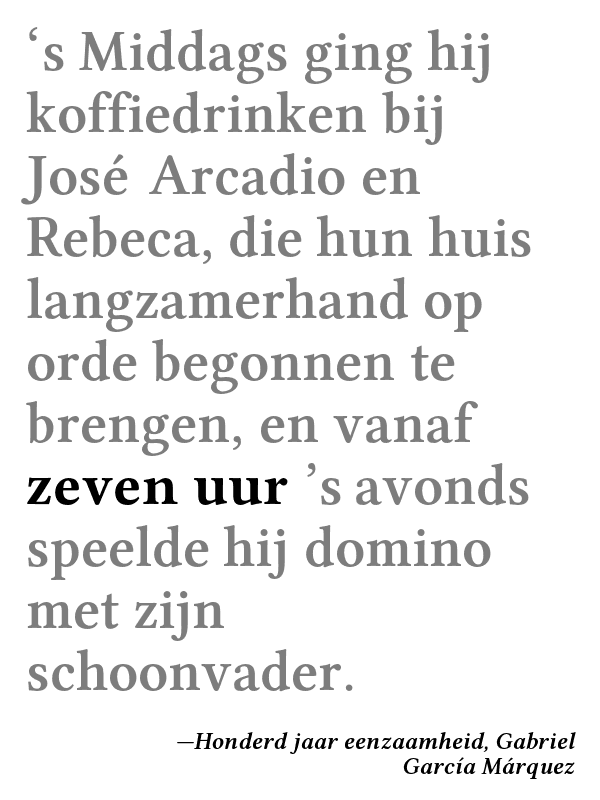 ‘s Middags ging hij
koffiedrinken bij
José Arcadio en
Rebeca, die hun huis
langzamerhand op
orde begonnen te
brengen, en vanaf
zeven uur ’s avonds
speelde hij domino
met zijn
schoonvader.
—Honderd jaar eenzaamheid, Gabriel
García Márquez